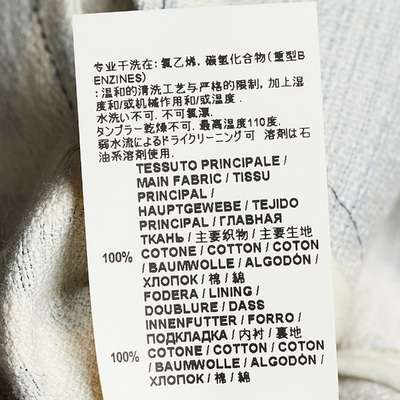 专业干洗在: 氯乙烯, 碳氢化合物 (重型B
ENZINES)
: 温和的清洗工艺与严格的限制, 加上湿
度和/或机械作用和/或温度.
水洗い不可. 不可氯漂.
タンブラー乾燥不可. 最高温度110度.
弱水流によるドライクリーニング可 溶剤は石
油系溶剤使用.
TESSUTO PRINCIPALE /
MAIN FABRIC / TISSU
PRINCIPAL /
HAUPTGEWEBE / TEJIDO
PRINCIPAL / ГЛАВНАЯ
ТКАНЬ / 主要织物 / 主要生地
100% COTONE / COTTON / COTON
/ BAUMWOLLE / ALGODÓN /
ХЛОПОК / 棉 / 綿
FODERA / LINING /
DOUBLURE / DASS
INNENFUTTER / FORRO /
ПОДКЛАДКА / 内衬 / 裏地
100% COTONE / COTTON / COTON
/ BAUMWOLLE / ALGODÓN /
ХЛОПОК / 棉 / 綿